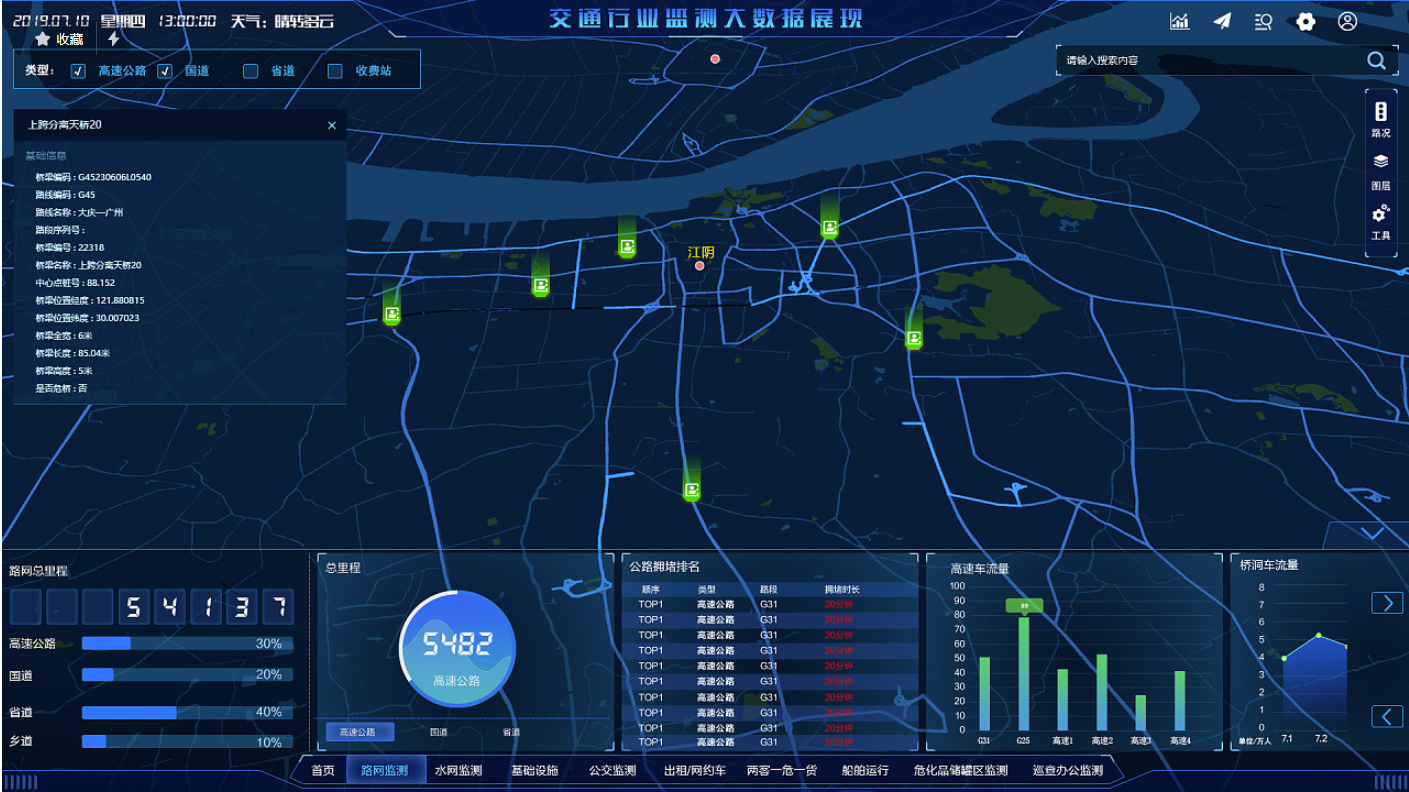 2019.07.10 星期四 13:00:00 天气：晴转多云
交通行业监测大数据展现
收藏
类型： 高速公路 国道 省道 收费站
请输入搜索内容
上跨分离天桥20
基础信息
桥梁编码：G45230606L0540
路线编码：G45
路线名称：大庆—广州
路段序列号：
桥梁编号：22318
桥梁名称：上跨分离天桥20
中心点桩号：88.152
桥梁位置经度：121.880815
桥梁位置纬度：30.007023
桥梁全宽：6米
桥梁长度：85.04米
桥梁高度：5米
是否危桥：否
路况
图层
工具
江阴
路网总里程
5 4 1 3 7
高速公路 30%
国道 20%
省道 40%
乡道 10%
总里程
5482
高速公路
高速公路 国道 省道
公路拥堵排名
顺序 类型 路段 拥堵时长
TOP1 高速公路 G31 20分钟
TOP1 高速公路 G31 20分钟
TOP1 高速公路 G31 20分钟
TOP1 高速公路 G31 20分钟
TOP1 高速公路 G31 20分钟
TOP1 高速公路 G31 20分钟
TOP1 高速公路 G31 20分钟
TOP1 高速公路 G31 20分钟
TOP1 高速公路 G31 20分钟
TOP1 高速公路 G31 20分钟
高速车流量
100
90
80
70
60
50
40
30
20
10
0
89
G31 G25 高速1 高速2 高速3 高速4
桥洞车流量
8
7
6
5
4
3
2
1
0
单位/万人 7.1 7.2
首页 路网监测 水网监测 基础设施 公交监测 出租/网约车 两客一危一货 船舶运行 危化品储罐区监测 巡查办公监测